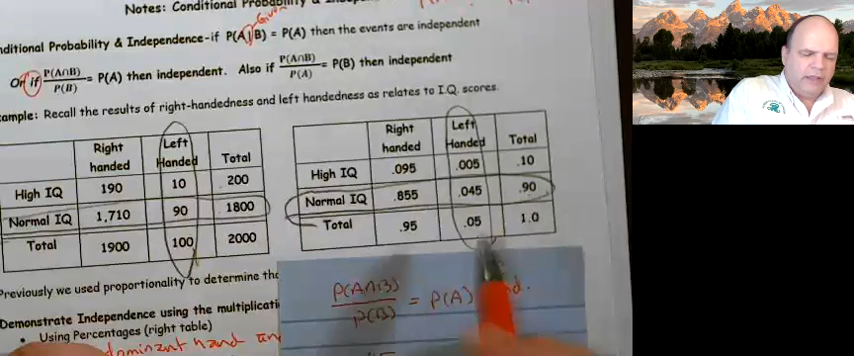 Notes: Conditional Probability &
Given
nditional Probability & Independence-if P(A|B) = P(A) then the events are independent
Or if P(A∩B)/P(B) = P(A) then independent. Also if P(A∩B)/P(A) = P(B) then independent
ample: Recall the results of right-handedness and left handedness as relates to I.Q. scores.
Right handed Left Handed Total
High IQ 190 10 200
Normal IQ 1,710 90 1800
Total 1900 100 2000
Right handed Left Handed Total
High IQ .095 .005 .10
Normal IQ .855 .045 .90
Total .95 .05 1.0
Previously we used proportionality to determine the
P(A∩B)/P(B) = P(A)
Demonstrate Independence using the multiplicati
• Using Percentages (right table)
dominant hand an